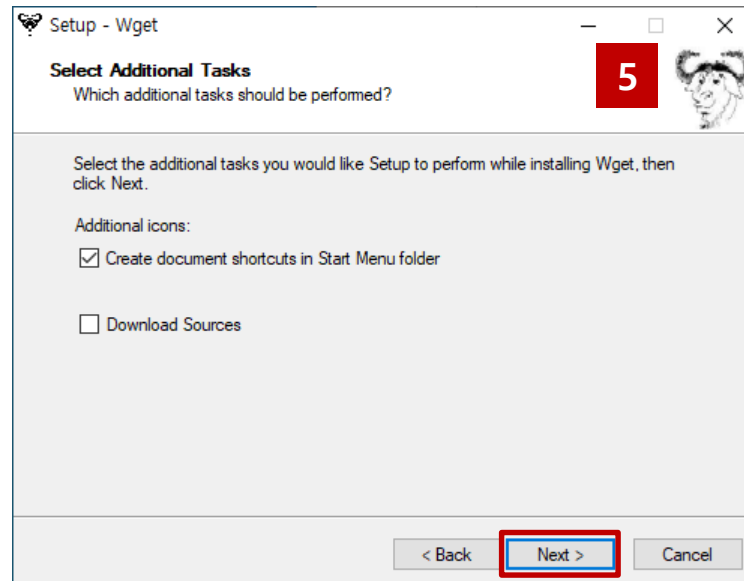 Setup - Wget
Select Additional Tasks
Which additional tasks should be performed?
5
Select the additional tasks you would like Setup to perform while installing Wget, then
click Next.
Additional icons:
Create document shortcuts in Start Menu folder
Download Sources
< Back Next > Cancel